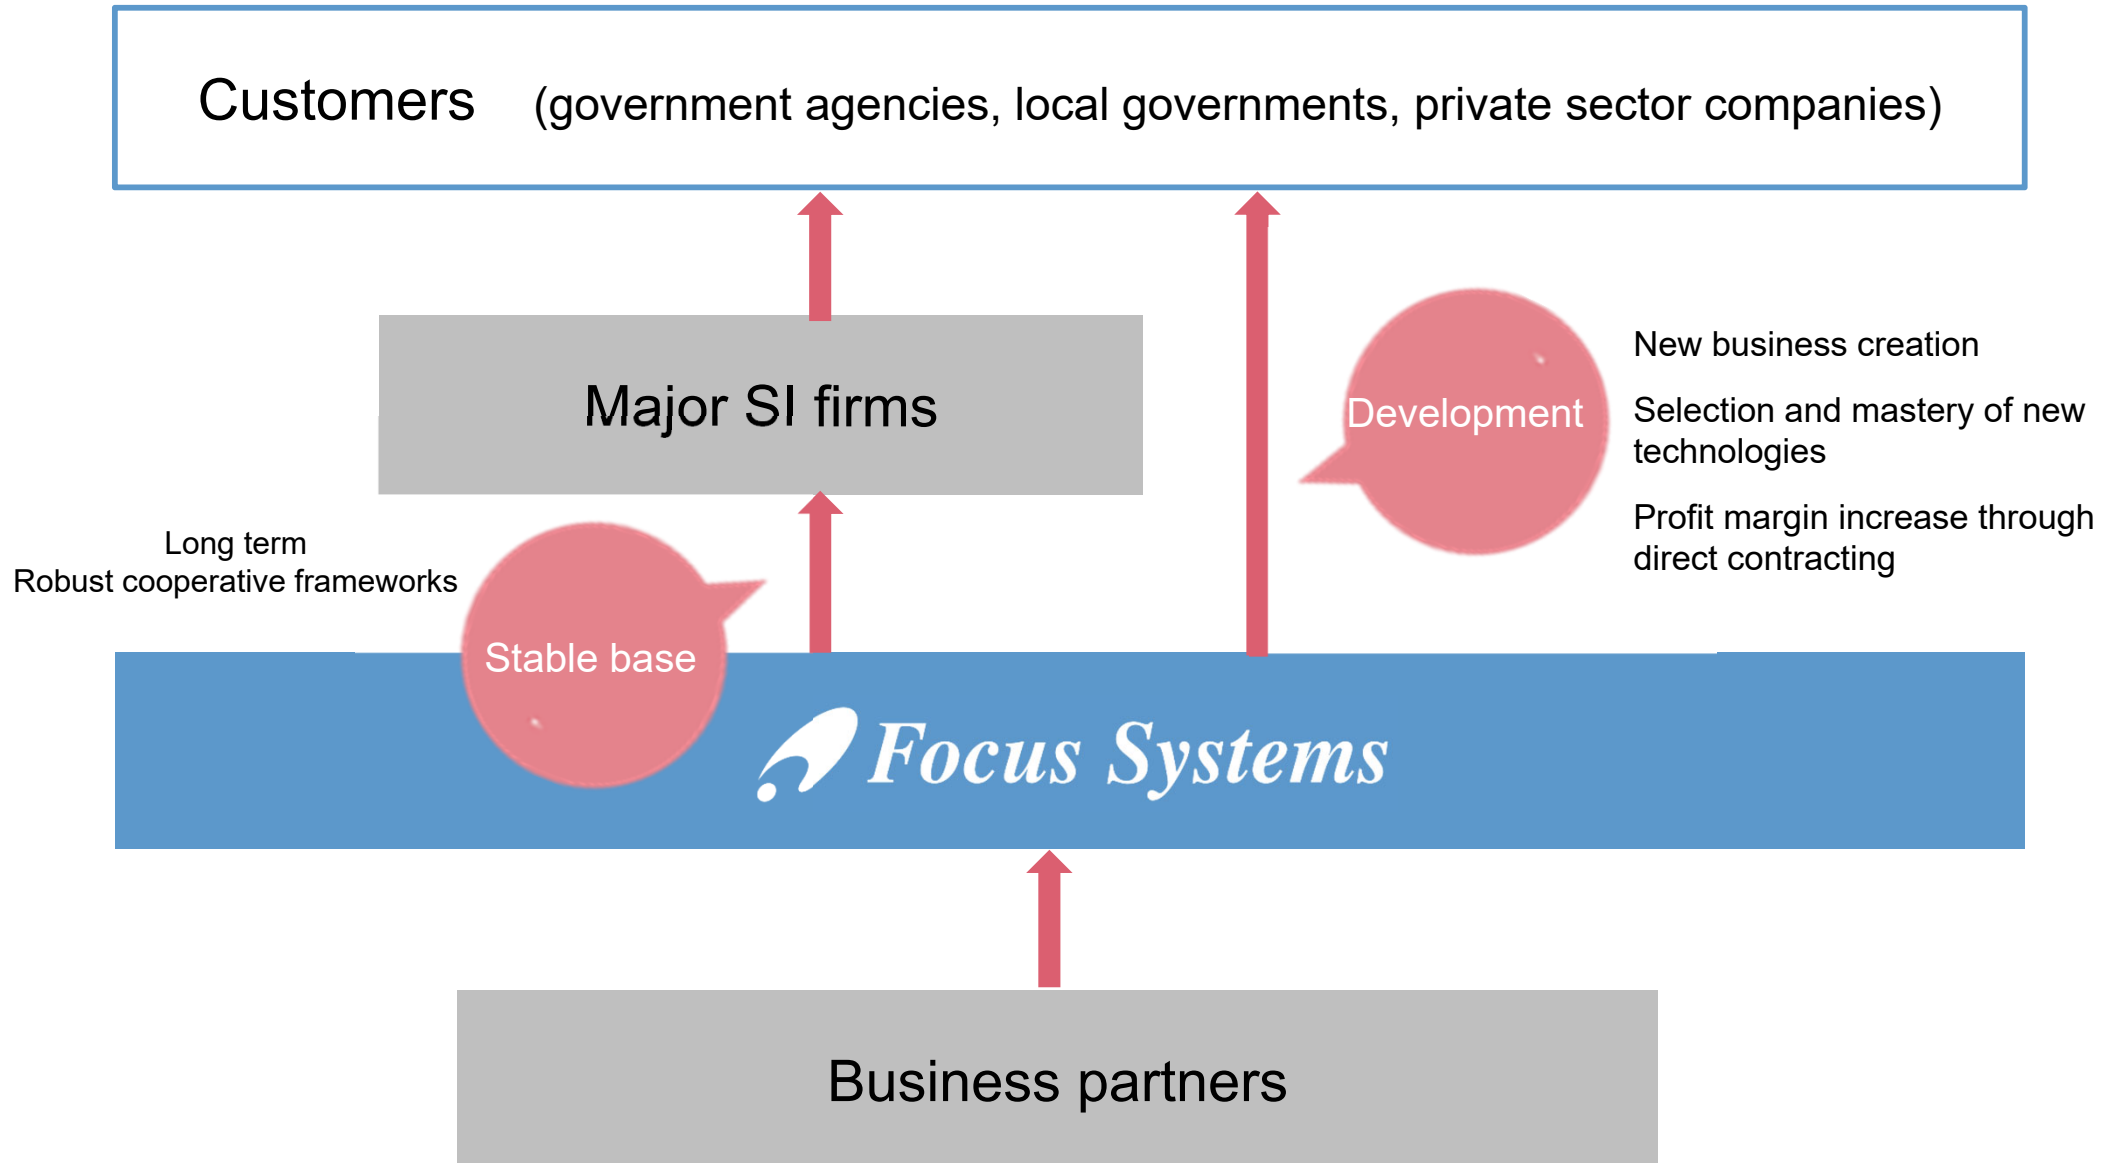 Customers (government agencies, local governments, private sector companies)
Major SI firms
Development
New business creation
Selection and mastery of new
technologies
Profit margin increase through
direct contracting
Long term
Robust cooperative frameworks
Stable base
Focus Systems
Business partners